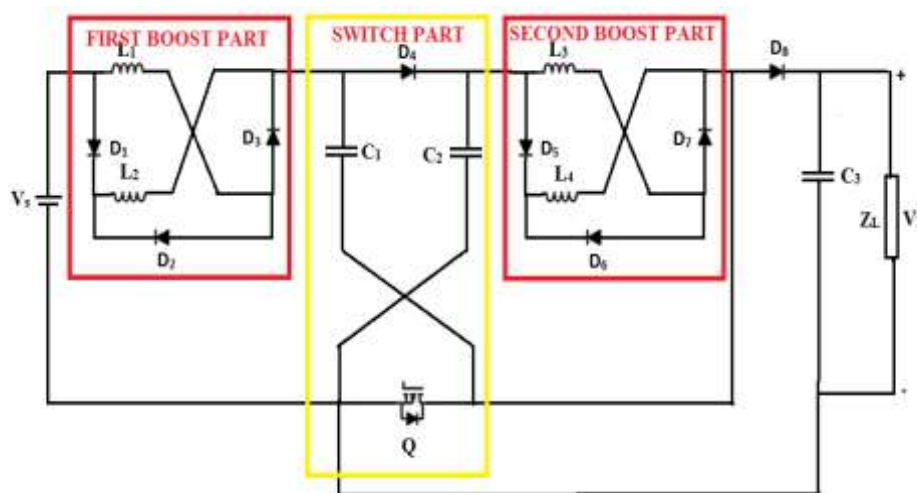 FIRST BOOST PART
SWITCH PART
SECOND BOOST PART
L1
D4
L3
D8
+
D1
D3
C1
C2
D5
D7
C3
L2
L4
Vs
ZL
D2
D6
-
Q